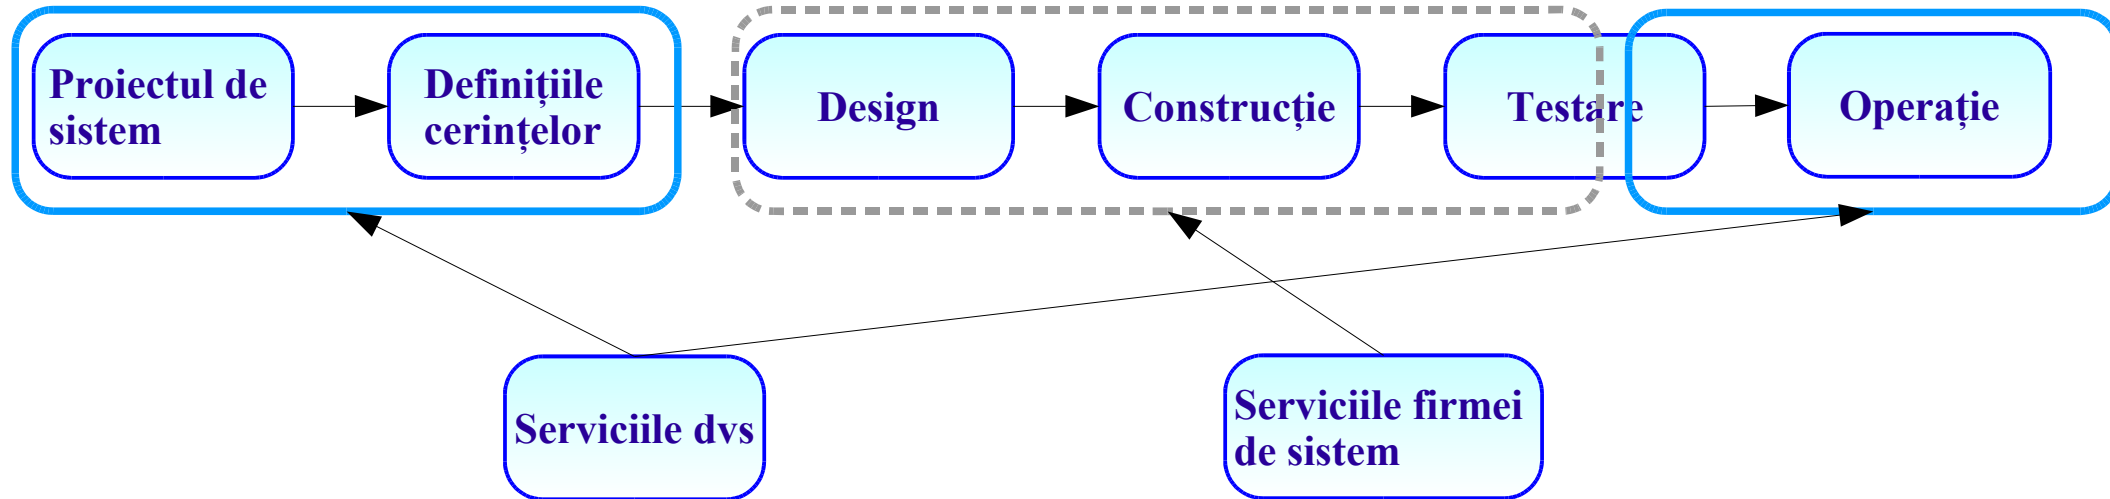 Proiectul de
sistem
Definițiile
cerințelor
Design
Construcție
Testare
Operație
Serviciile dvs
Serviciile firmei
de sistem